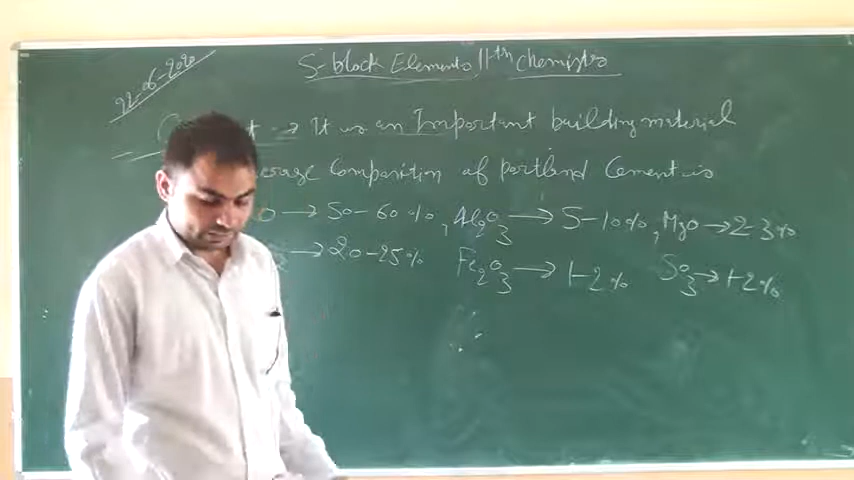 22-06-2020
S-block Elements, 11th chemistry
→ It is an Important building material
average composition of portland Cement is
O → 50-60%, Al2O3 → 5-10%, MgO → 2-3%
→ 20-25% Fe2O3 → 1-2% SO3 → 1-2%